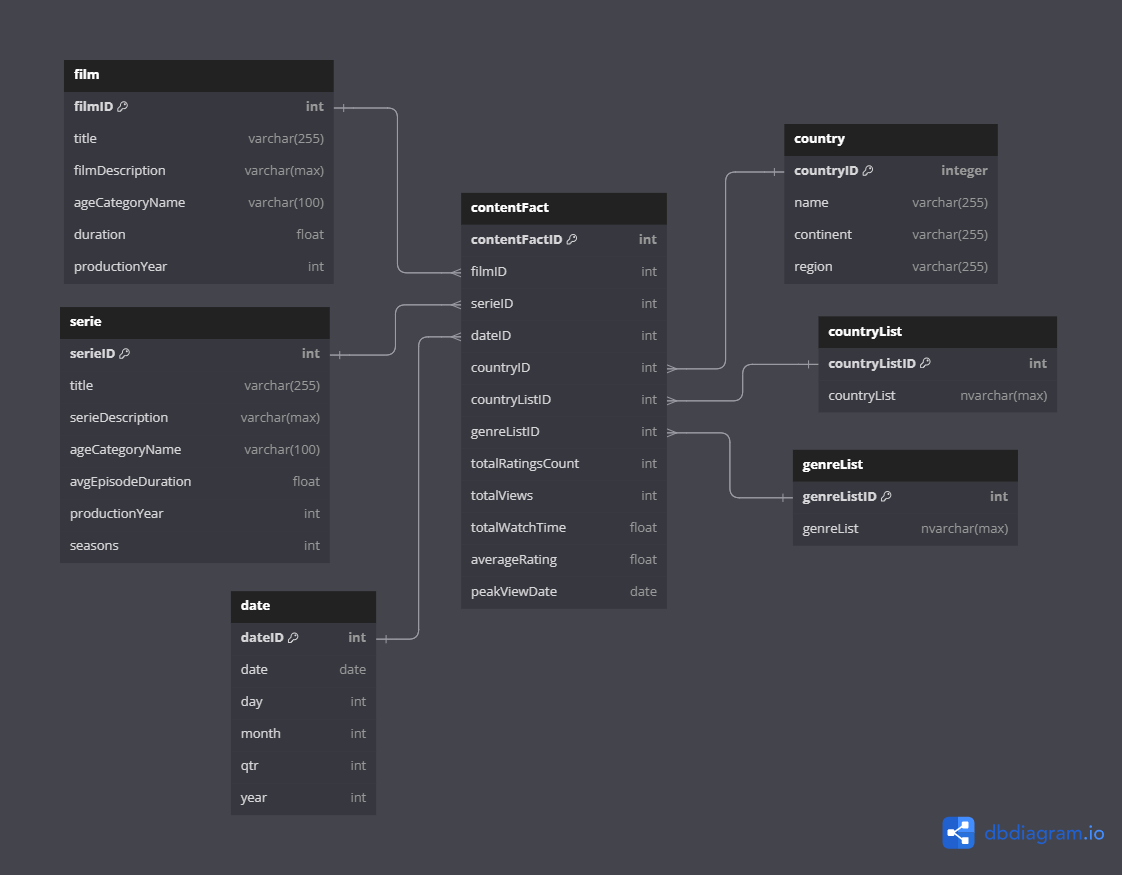 film
filmID int
title varchar(255)
filmDescription varchar(max)
ageCategoryName varchar(100)
duration float
productionYear int
serie
serieID int
title varchar(255)
serieDescription varchar(max)
ageCategoryName varchar(100)
avgEpisodeDuration float
productionYear int
seasons int
date
dateID int
date date
day int
month int
qtr int
year int
contentFact
contentFactID int
filmID int
serieID int
dateID int
countryID int
countryListID int
genreListID int
totalRatingsCount int
totalViews int
totalWatchTime float
averageRating float
peakViewDate date
country
countryID integer
name varchar(255)
continent varchar(255)
region varchar(255)
countryList
countryListID int
countryList nvarchar(max)
genreList
genreListID int
genreList nvarchar(max)
dbdiagram.io